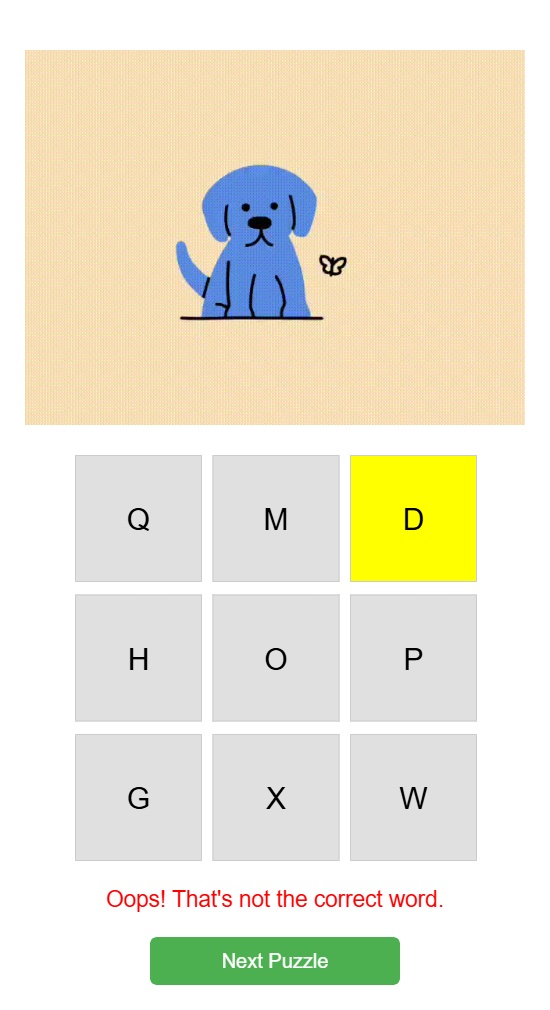 Q M D
H O P
G X W
Oops! That's not the correct word.
Next Puzzle